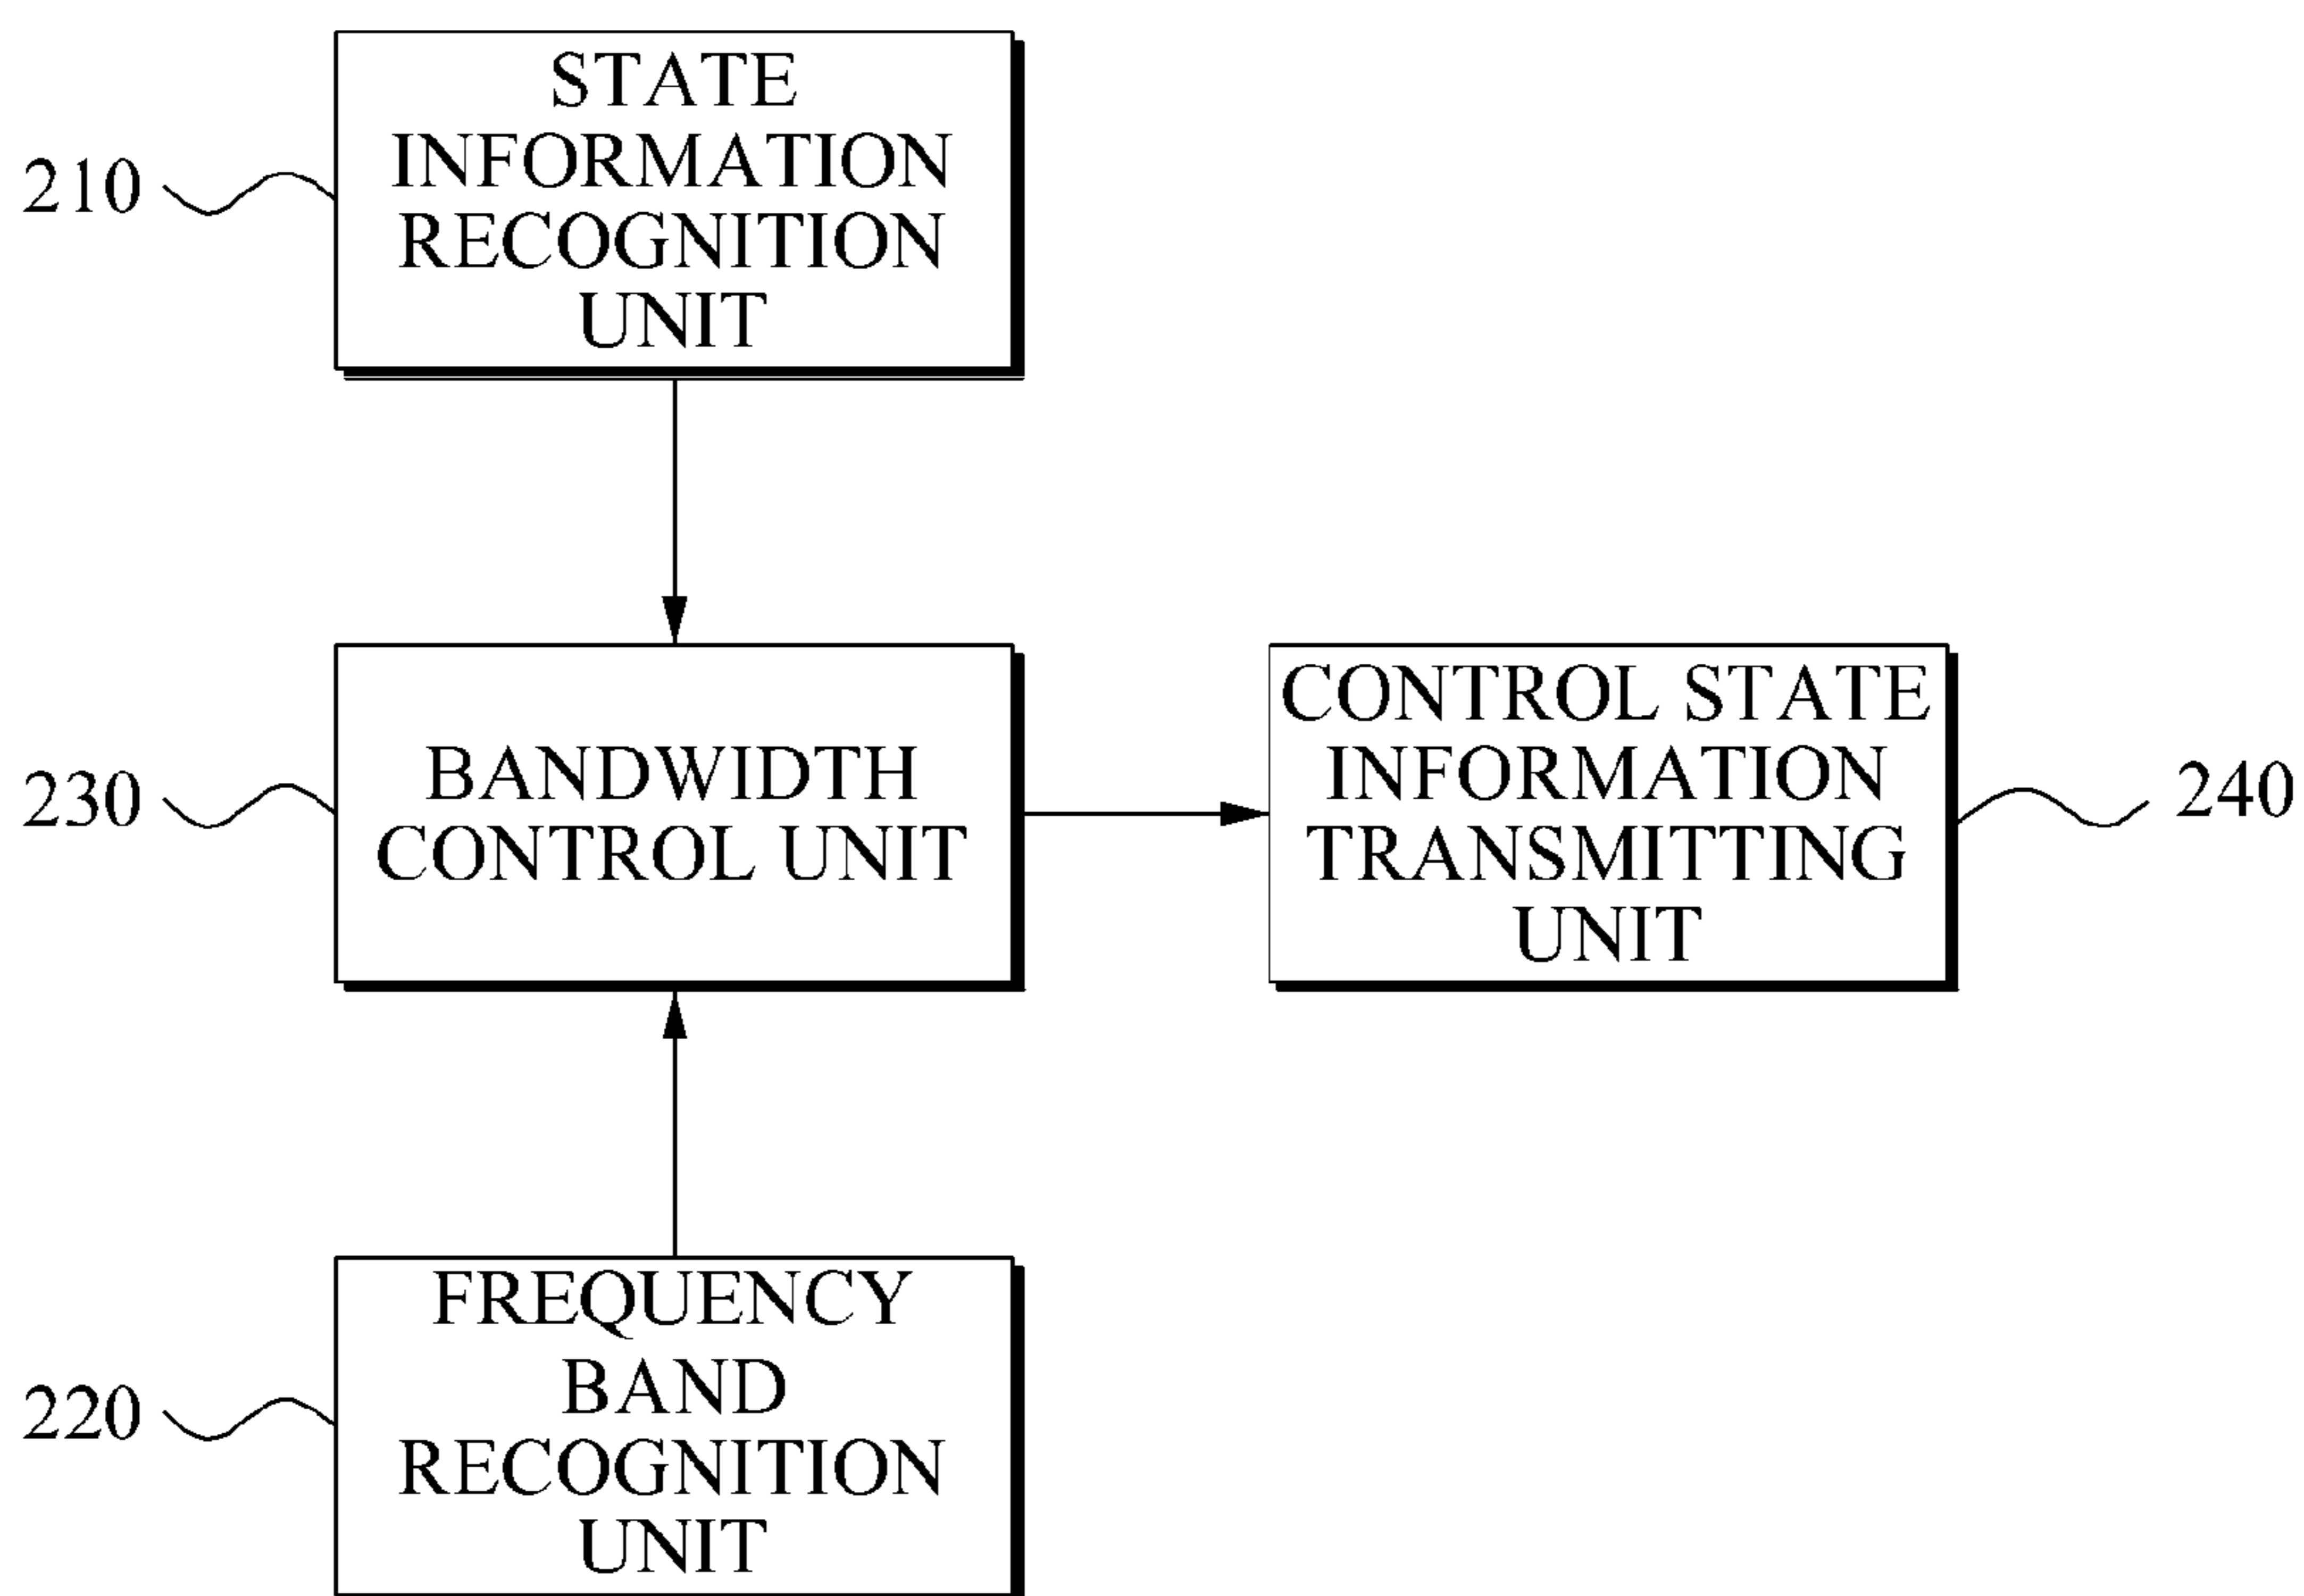 STATE
INFORMATION
RECOGNITION
UNIT
210
BANDWIDTH
CONTROL UNIT
230
CONTROL STATE
INFORMATION
TRANSMITTING
UNIT
240
FREQUENCY
BAND
RECOGNITION
UNIT
220